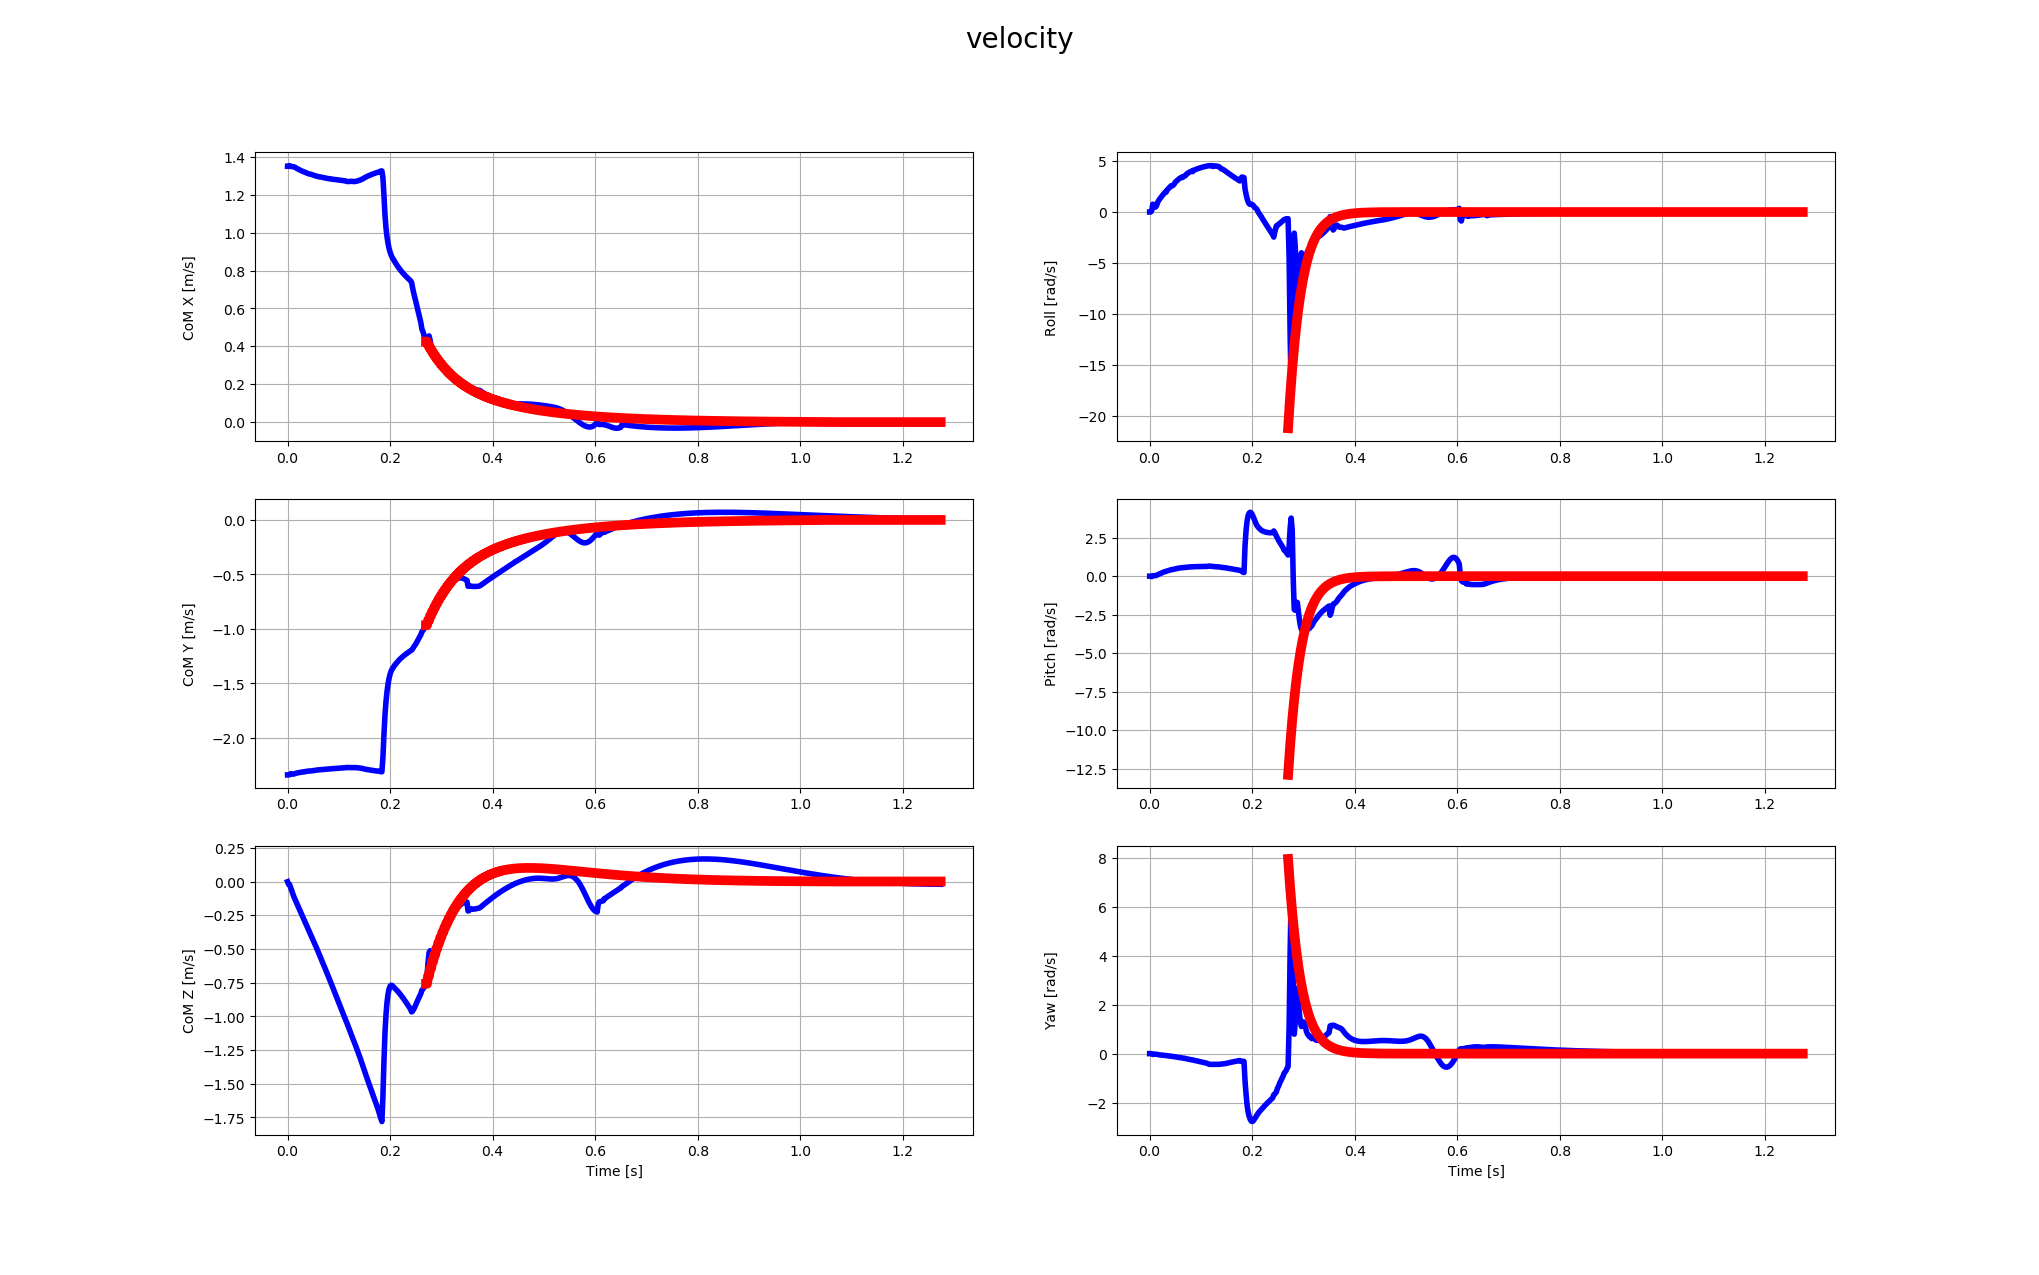 velocity
CoM X [m/s]
1.4
1.2
1.0
0.8
0.6
0.4
0.2
0.0
0.0 0.2 0.4 0.6 0.8 1.0 1.2
Roll [rad/s]
5
0
−5
−10
−15
−20
0.0 0.2 0.4 0.6 0.8 1.0 1.2
CoM Y [m/s]
0.0
−0.5
−1.0
−1.5
−2.0
0.0 0.2 0.4 0.6 0.8 1.0 1.2
Pitch [rad/s]
2.5
0.0
−2.5
−5.0
−7.5
−10.0
−12.5
0.0 0.2 0.4 0.6 0.8 1.0 1.2
CoM Z [m/s]
0.25
0.00
−0.25
−0.50
−0.75
−1.00
−1.25
−1.50
−1.75
0.0 0.2 0.4 0.6 0.8 1.0 1.2
Time [s]
Yaw [rad/s]
8
6
4
2
0
−2
0.0 0.2 0.4 0.6 0.8 1.0 1.2
Time [s]